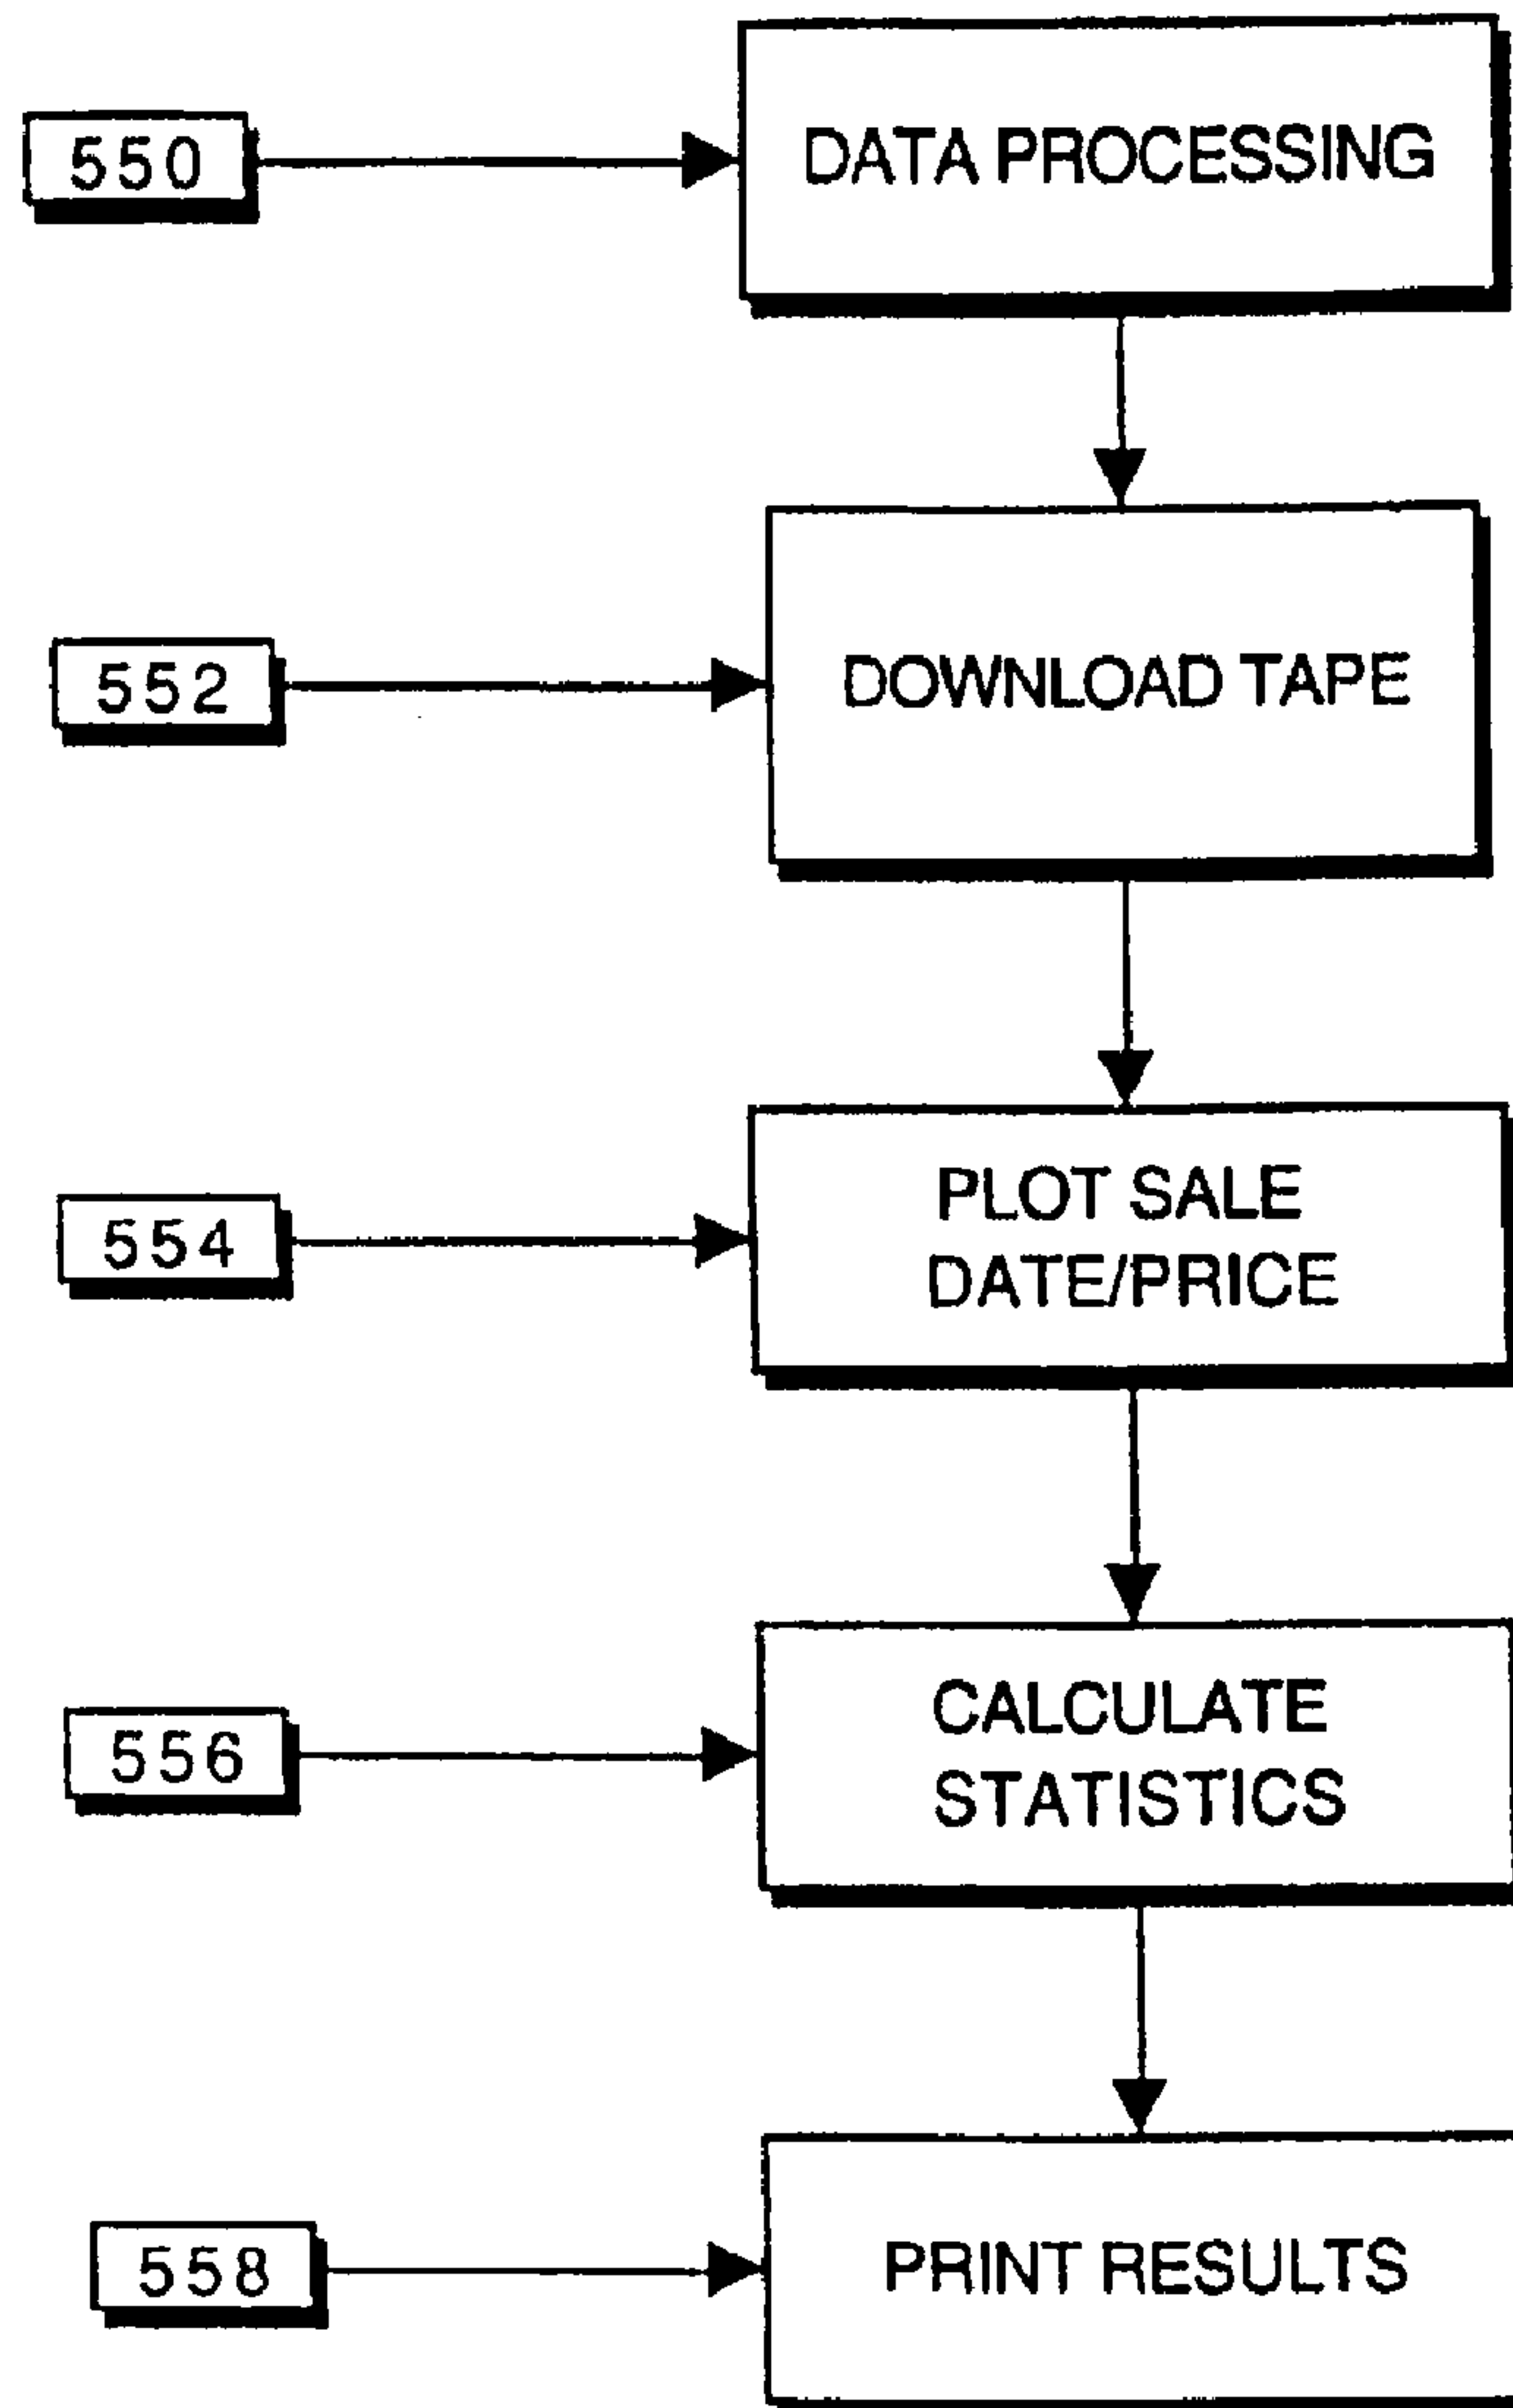 550
DATA PROCESSING
552
DOWNLOAD TAPE
554
PLOT SALE
DATE/PRICE
556
CALCULATE
STATISTICS
558
PRINT RESULTS